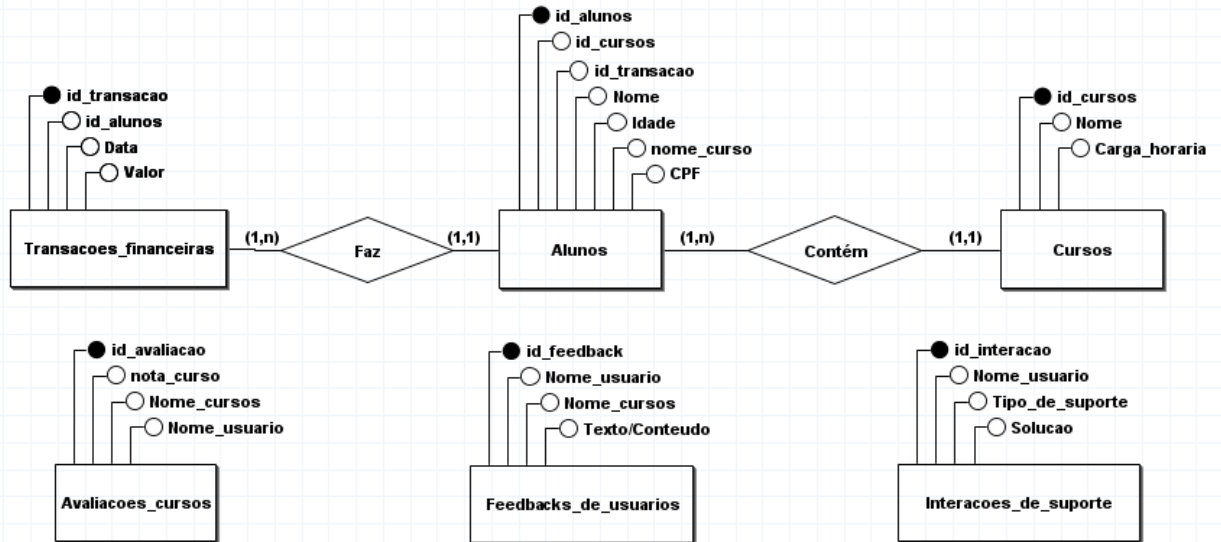 id_alunos
id_cursos
id_transacao
Nome
Idade
nome_curso
CPF
id_transacao
id_alunos
Data
Valor
id_cursos
Nome
Carga_horaria
Transacoes_financeiras
(1,n)
Faz
(1,1)
Alunos
(1,n)
Contém
(1,1)
Cursos
id_avaliacao
nota_curso
Nome_cursos
Nome_usuario
Avaliacoes_cursos
id_feedback
Nome_usuario
Nome_cursos
Texto/Conteudo
Feedbacks_de_usuarios
id_interacao
Nome_usuario
Tipo_de_suporte
Solucao
Interacoes_de_suporte